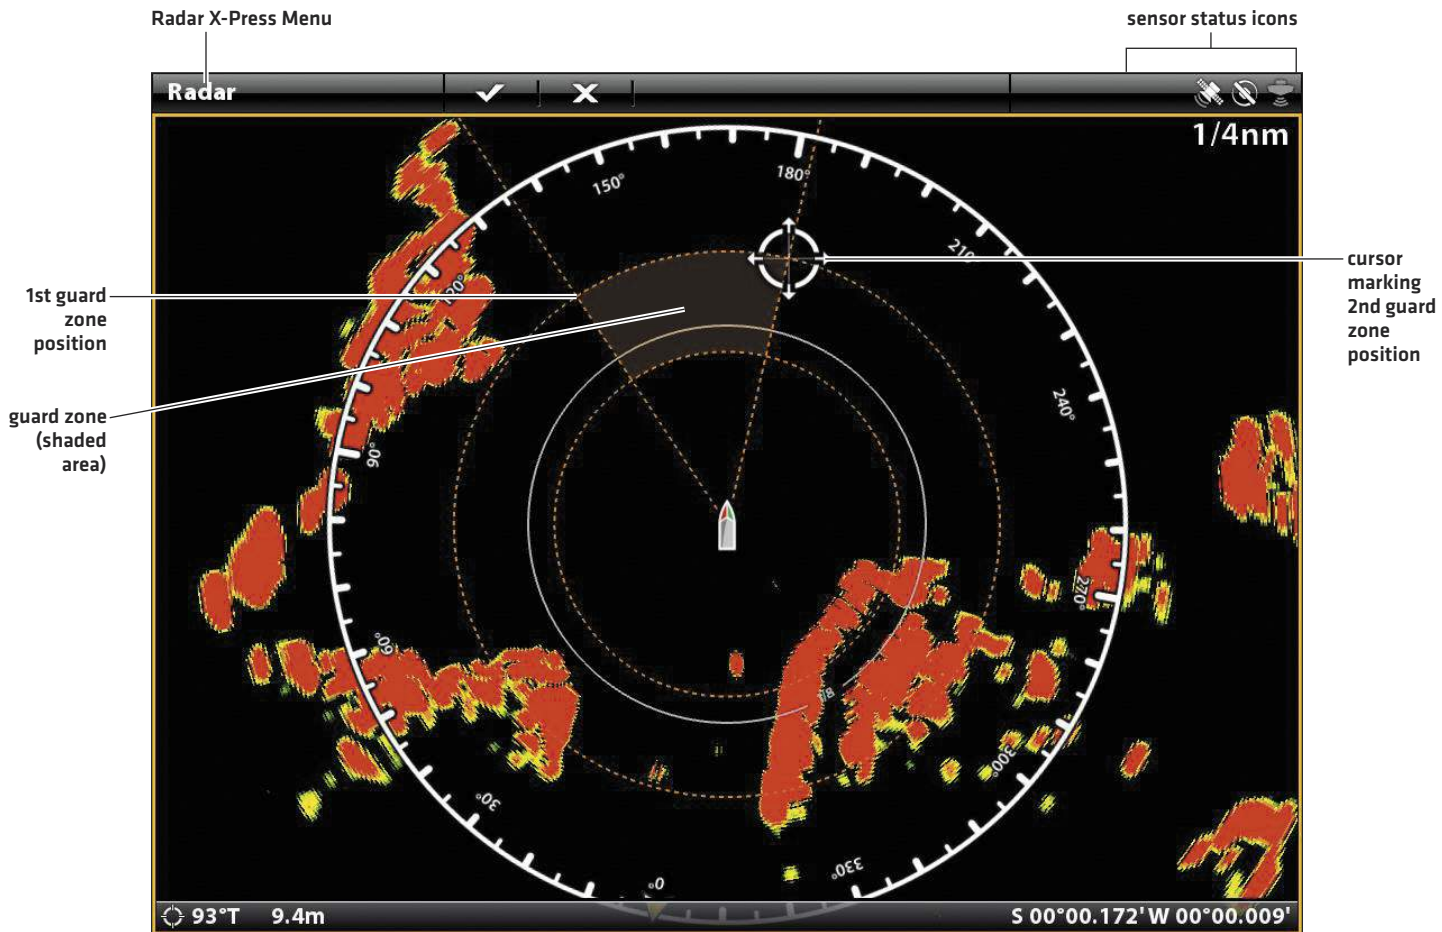 Radar X-Press Menu
sensor status icons
Radar
1/4nm
150°
180°
210°
120°
240°
90°
270°
60°
300°
30°
330°
0°
1/8
1st guard
zone
position
guard zone
(shaded
area)
cursor
marking
2nd guard
zone
position
93°T 9.4m
S 00°00.172' W 00°00.009'